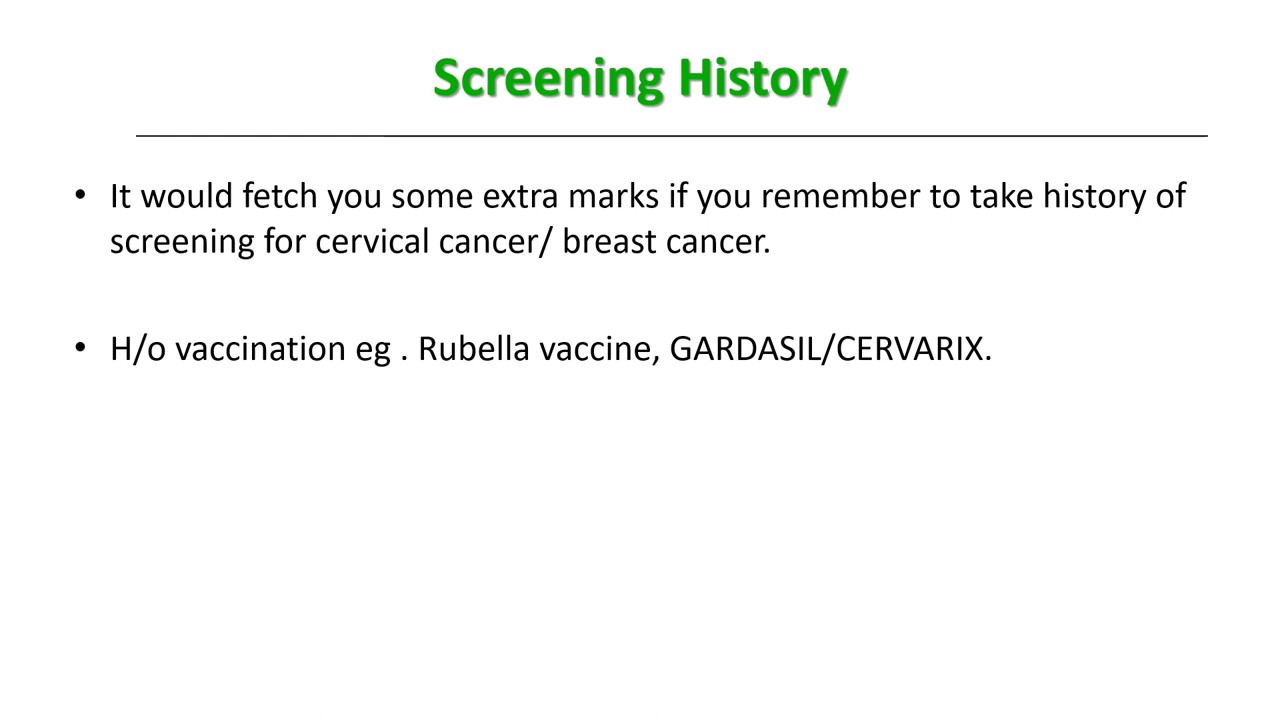 Screening History
• It would fetch you some extra marks if you remember to take history of
screening for cervical cancer/ breast cancer.
• H/o vaccination eg . Rubella vaccine, GARDASIL/CERVARIX.